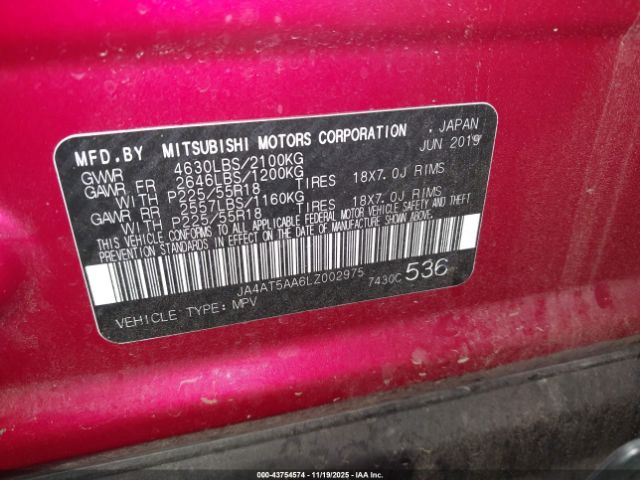 MFD.BY MITSUBISHI MOTORS CORPORATION . JAPAN
GVWR 4630LBS/2100KG JUN 2019
GAWR FR 2646LBS/1200KG
WITH P225/55R18 TIRES 18X7.0J RIMS
GAWR RR 2557LBS/1160KG
WITH P225/55R18 TIRES 18X7.0J RIMS
THIS VEHICLE CONFORMS TO ALL APPLICABLE FEDERAL MOTOR VEHICLE SAFETY AND THEFT
PREVENTION STANDARDS IN EFFECT ON THE DATE OF MANUFACTURE SHOWN ABOVE.
JA4AT5AA6LZ002975 7430C 536
VEHICLE TYPE: MPV
000-43754574 | 11/19/2025 | IAA, Inc.